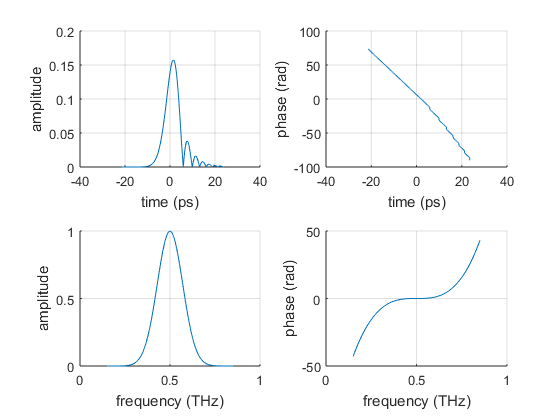 0.2
0.15
0.1
0.05
0
amplitude
-40 -20 0 20 40
time (ps)
100
50
0
-50
-100
phase (rad)
-40 -20 0 20 40
time (ps)
1
0.5
0
amplitude
0 0.5 1
frequency (THz)
50
0
-50
phase (rad)
0 0.5 1
frequency (THz)